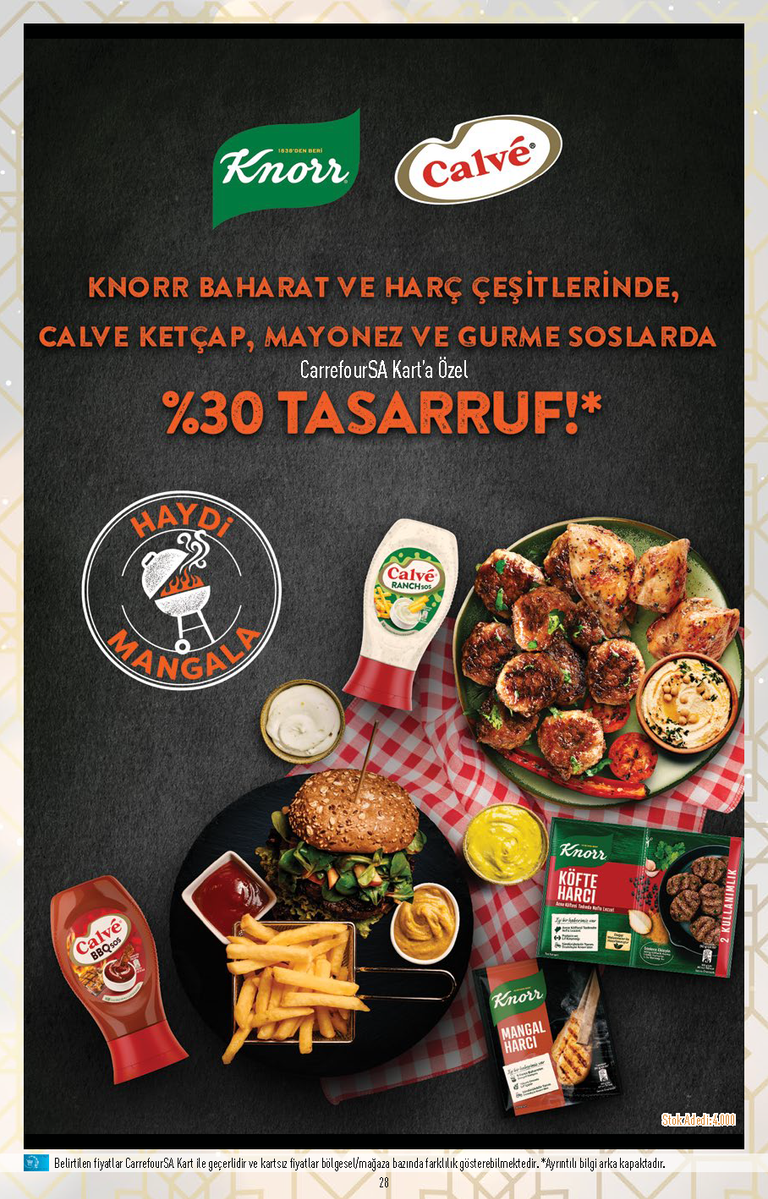 1838'DEN BERİ
Knorr
Calvé
KNORR BAHARAT VE HARÇ ÇEŞİTLERİNDE,
CALVE KETÇAP, MAYONEZ VE GURME SOSLARDA
CarrefourSA Kart'a Özel
%30 TASARRUF!*
HAYDİ
MANGALA
Calvé
RANCH SOS
Knorr
KÖFTE
HARCI
2 KULLANIMLIK
Calvé
BBQ SOS
Knorr
MANGAL
HARCI
Stok Adedi: 4.000
Belirtilen fiyatlar CarrefourSA Kart ile geçerlidir ve kartsız fiyatlar bölgesel/mağaza bazında farklılık gösterebilmektedir. *Ayrıntılı bilgi arka kapaktadır.
28